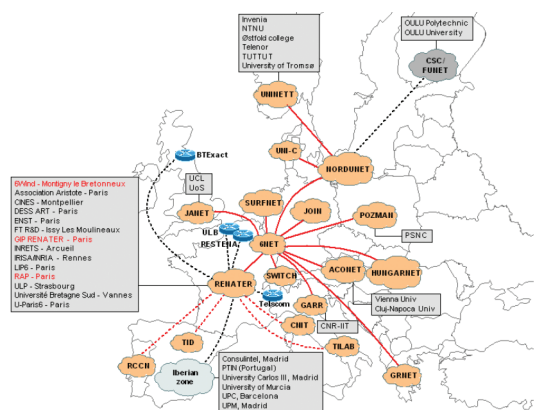 Invenia
NTNU
Østfold college
Telenor
TUTTUT
University of Tromsø
OULU Polytechnic
OULU University
CSC/
FUNET
UNINETT
UNI-C
NORDUNET
BTExact
UCL
UoS
JANET
SURFNET
JOIN
POZMAN
PSNC
6Wind - Montigny le Bretonneux
Association Aristote - Paris
CINES - Montpellier
DESS ART - Paris
ENST - Paris
FT R&D - Issy Les Moulineaux
GIP RENATER - Paris
INRETS - Arcueil
IRISA/INRIA - Rennes
LIP6 - Paris
RAP - Paris
ULP - Strasbourg
Université Bretagne Sud - Vannes
U-Paris6 - Paris
ULB
RESTENA
6NET
SWITCH
ACONET
HUNGARNET
RENATER
Telscom
GARR
Vienna Univ
Cluj-Napoca Univ
CNIT
CNR-IIT
TID
TILAB
RCCN
Iberian
zone
GRNET
Consulintel, Madrid
PTIN (Portugal)
University Carlos III, Madrid
University of Murcia
UPC, Barcelona
UPM, Madrid